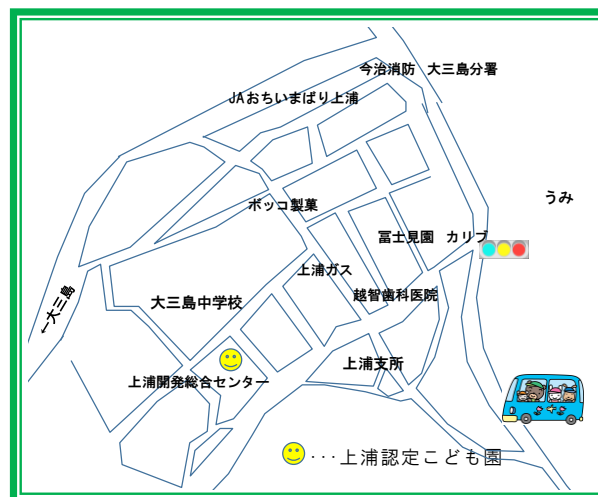 今治消防　大三島分署
JAおちいまばり上浦
うみ
ボッコ製菓
冨士見園　カリブ
上浦ガス
越智歯科医院
大三島中学校
←大三島
上浦支所
上浦開発総合センター
･･･上浦認定こども園